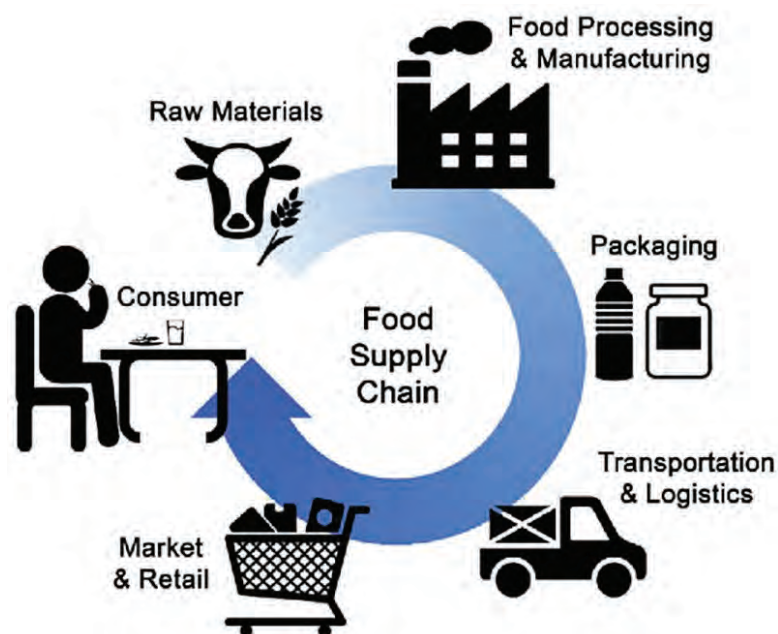 Food Processing
& Manufacturing
Raw Materials
Packaging
Consumer
Food
Supply
Chain
Transportation
& Logistics
Market
& Retail